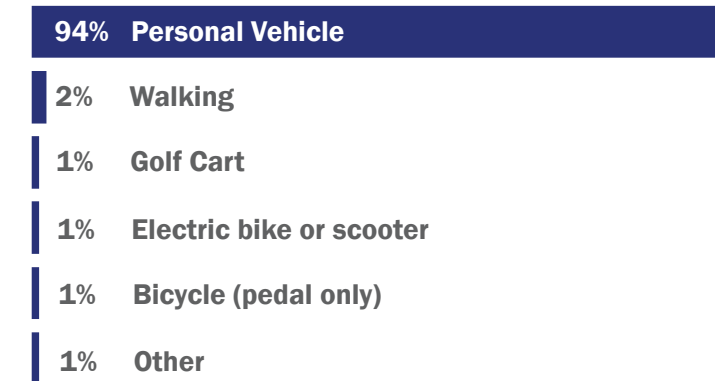 94% Personal Vehicle
2% Walking
1% Golf Cart
1% Electric bike or scooter
1% Bicycle (pedal only)
1% Other